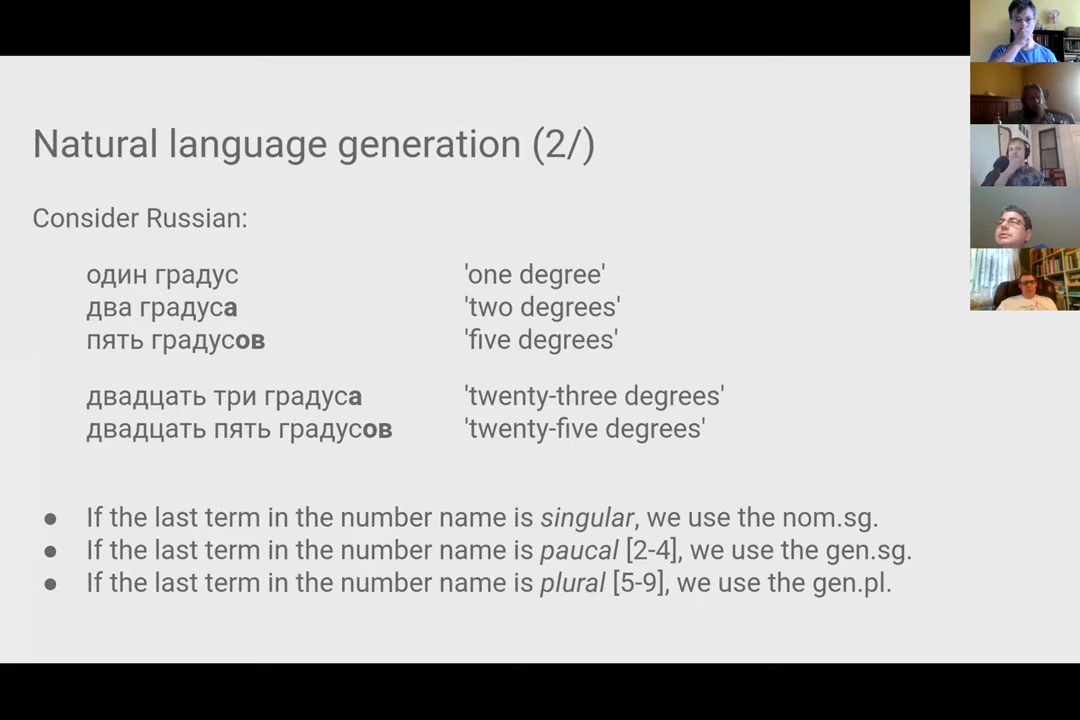 Natural language generation (2/)
Consider Russian:
один градус 'one degree'
два градуса 'two degrees'
пять градусов 'five degrees'
двадцать три градуса 'twenty-three degrees'
двадцать пять градусов 'twenty-five degrees'
● If the last term in the number name is singular, we use the nom.sg.
● If the last term in the number name is paucal [2-4], we use the gen.sg.
● If the last term in the number name is plural [5-9], we use the gen.pl.